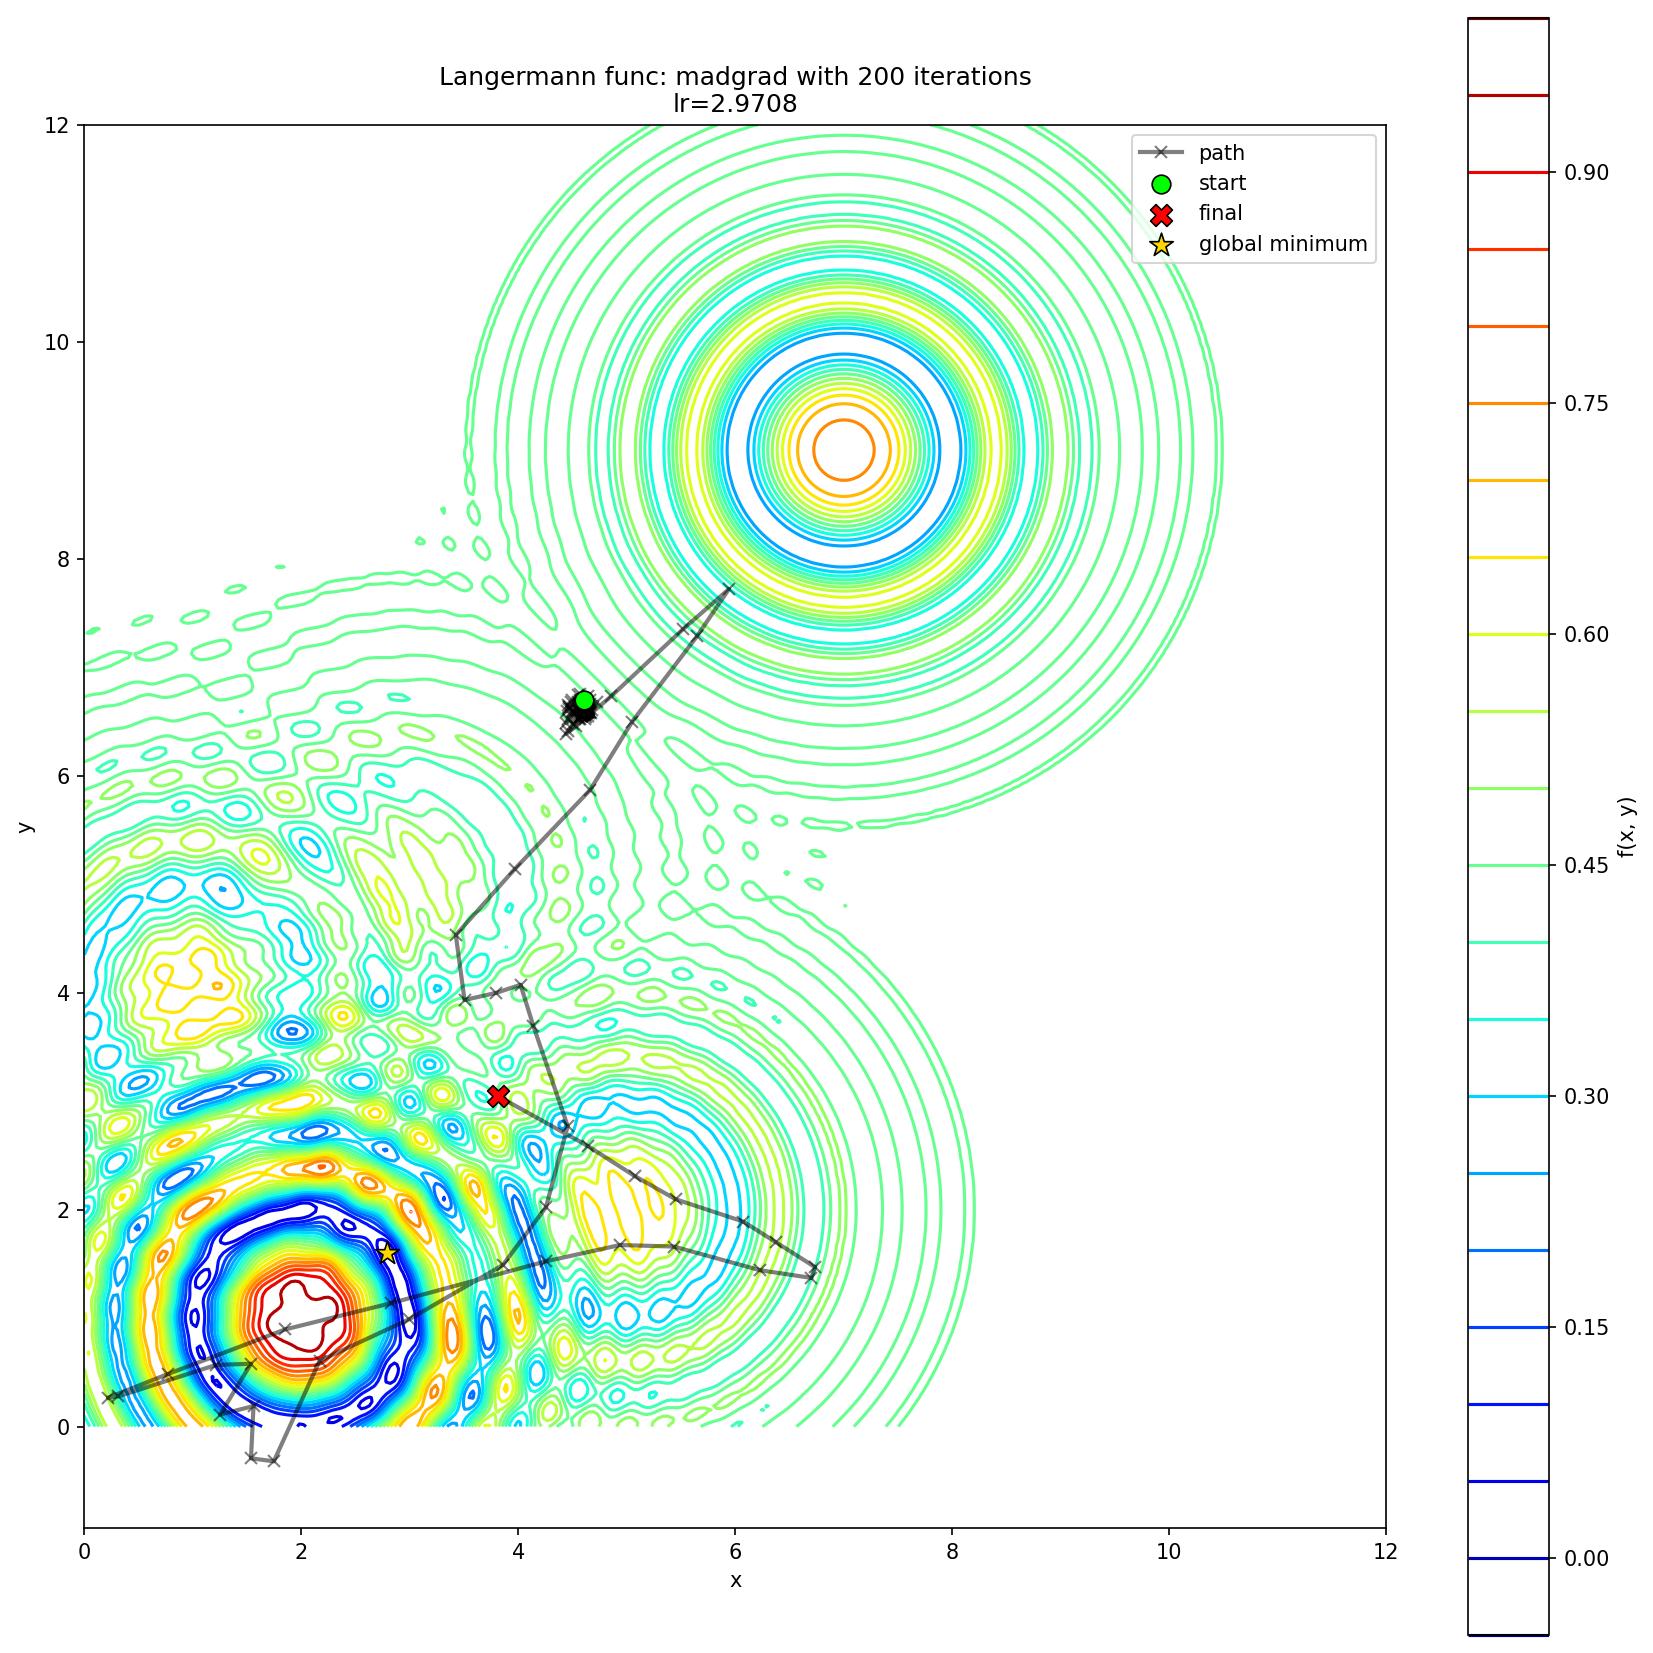 Langermann func: madgrad with 200 iterations
lr=2.9708
path
start
final
global minimum
12
10
8
6
4
2
0
y
0 2 4 6 8 10 12
x
0.90
0.75
0.60
0.45
0.30
0.15
0.00
f(x, y)